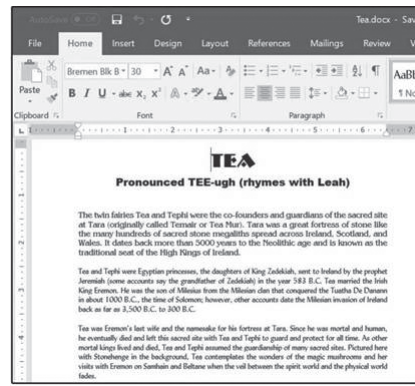 AutoSave
Tea.docx - Sav
File Home Insert Design Layout References Mailings Review V
Bremen Blk B 30 A A Aa AaBl
Paste B I U abc x, x² A A ¶ No
Clipboard Font Paragraph
TEA
Pronounced TEE-ugh (rhymes with Leah)
The twin fairies Tea and Tephi were the co-founders and guardians of the sacred site
at Tara (originally called Temair or Tea Mur). Tara was a great fortress of stone like
the many hundreds of sacred stone megaliths spread across Ireland, Scotland, and
Wales. It dates back more than 5000 years to the Neolithic age and is known as the
traditional seat of the High Kings of Ireland.
Tea and Tephi were Egyptian princesses, the daughters of King Zedekiah, sent to Ireland by the prophet
Jeremiah (some accounts say the grandfather of Zedekiah) in the year 583 B.C. Tea married the Irish
King Eremon. He was the son of Milesius from the Milesian clan that conquered the Tuatha De Danann
in about 1000 B.C., the time of Solomon; however, other accounts date the Milesian invasion of Ireland
back as far as 3,500 B.C. to 300 B.C.
Tea was Eremon's last wife and the namesake for his fortress at Tara. Since he was mortal and human,
he eventually died and left this sacred site with Tea and Tephi to guard and protect for all time. As other
mortal kings lived and died, Tea and Tephi assumed the guardianship of many sacred sites. Pictured here
with Stonehenge in the background, Tea contemplates the wonders of the magic mushrooms and her
visits with Eremon on Samhain and Beltane when the veil between the spirit world and the physical world
fades.